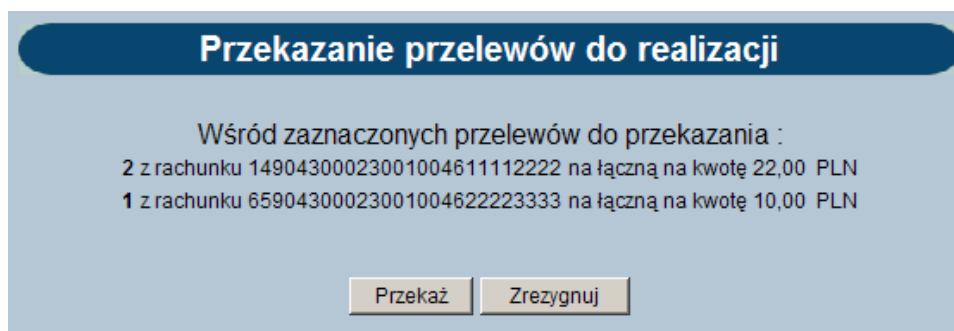 Przekazanie przelewów do realizacji
Wśród zaznaczonych przelewów do przekazania :
2 z rachunku 14904300023001004611112222 na łączną na kwotę 22,00 PLN
1 z rachunku 65904300023001004622223333 na łączną na kwotę 10,00 PLN
Przekaż Zrezygnuj